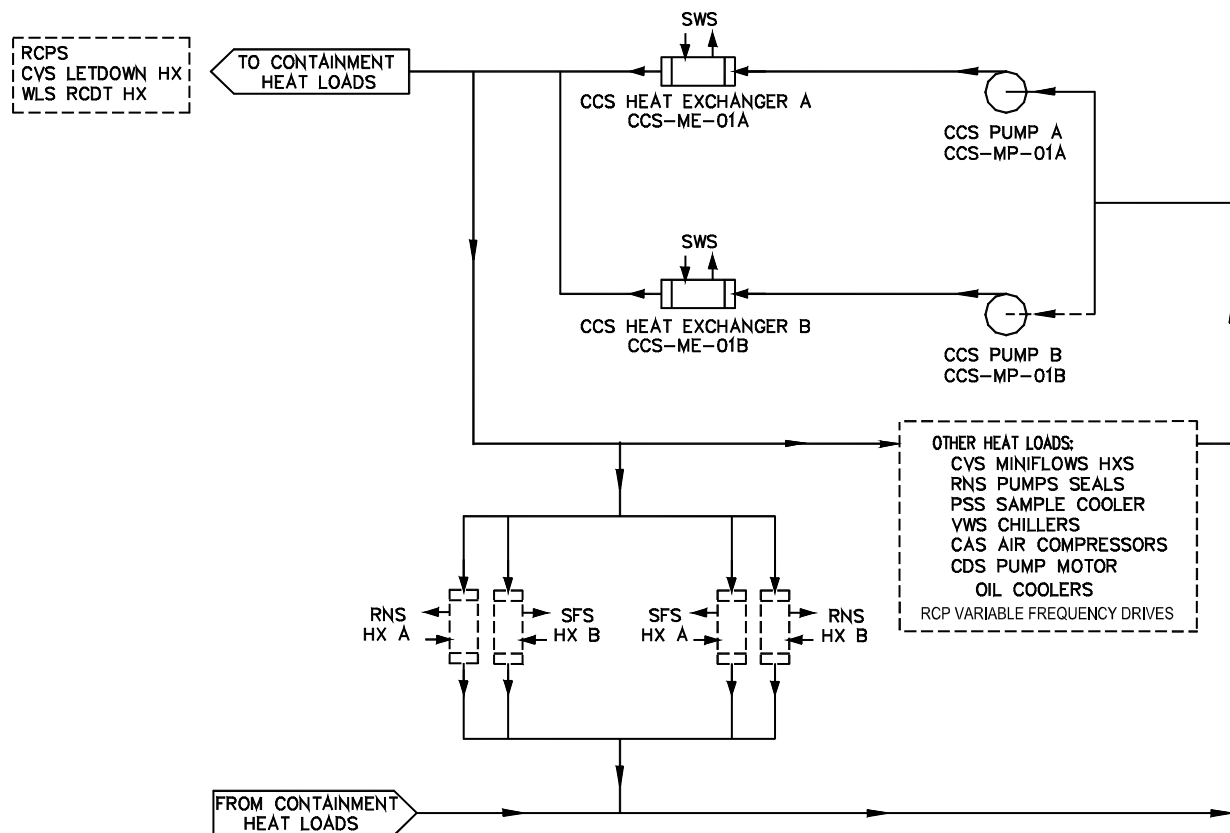 SWS
RCPS
CVS LETDOWN HX
WLS RCDT HX
TO CONTAINMENT
HEAT LOADS
CCS HEAT EXCHANGER A
CCS-ME-01A
CCS PUMP A
CCS-MP-01A
SWS
CCS HEAT EXCHANGER B
CCS-ME-01B
CCS PUMP B
CCS-MP-01B
OTHER HEAT LOADS:
CVS MINIFLOWS HXS
RNS PUMPS SEALS
PSS SAMPLE COOLER
VWS CHILLERS
CAS AIR COMPRESSORS
CDS PUMP MOTOR
OIL COOLERS
RCP VARIABLE FREQUENCY DRIVES
RNS
HX A
SFS
HX B
SFS
HX A
RNS
HX B
FROM CONTAINMENT
HEAT LOADS